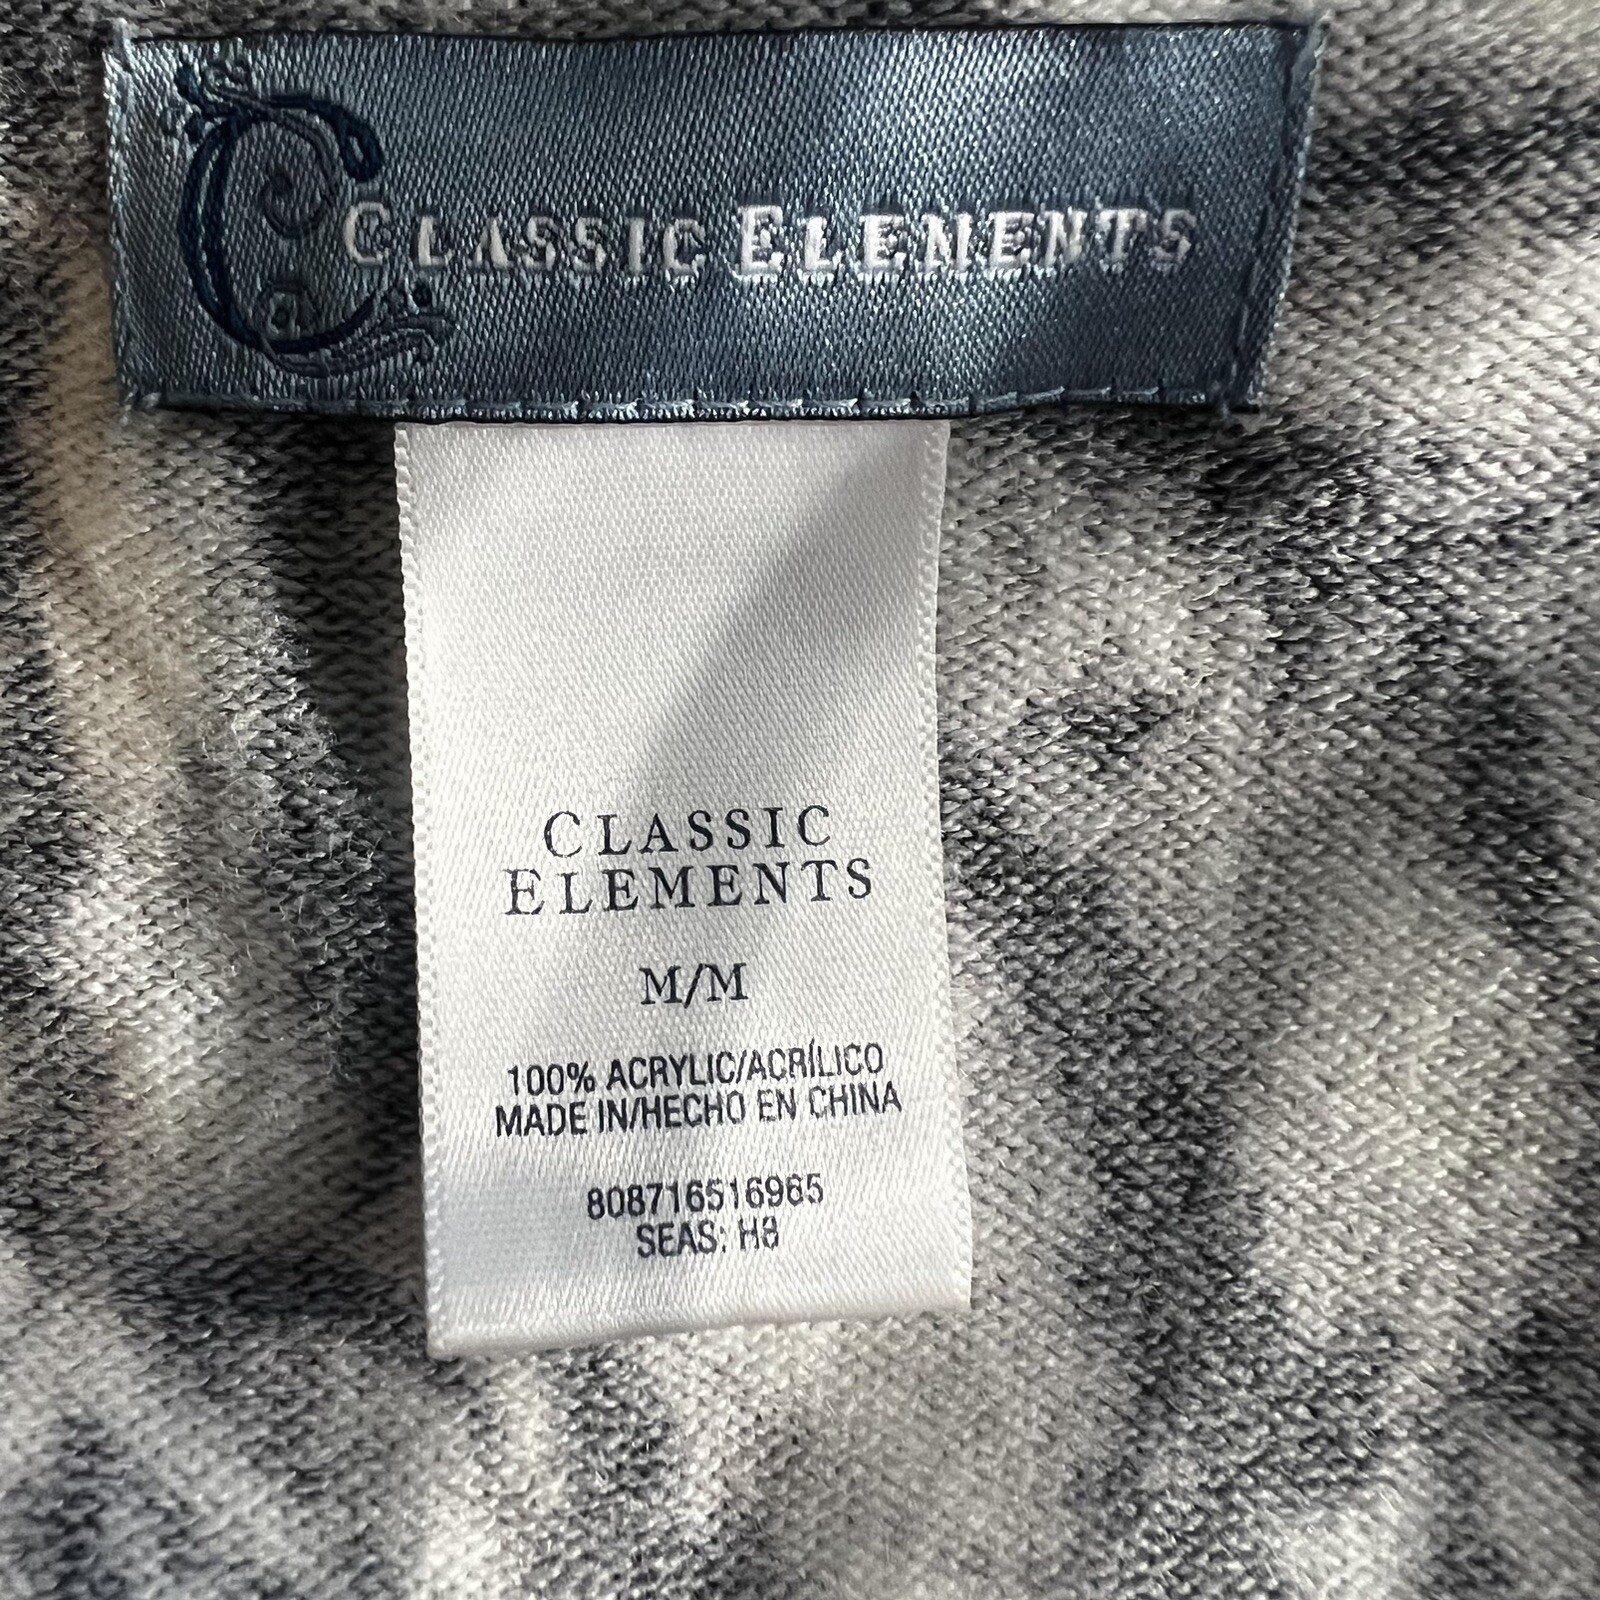 CLASSIC ELEMENTS
CLASSIC
ELEMENTS
M/M
100% ACRYLIC/ACRÍLICO
MADE IN/HECHO EN CHINA
808716516965
SEAS: H8